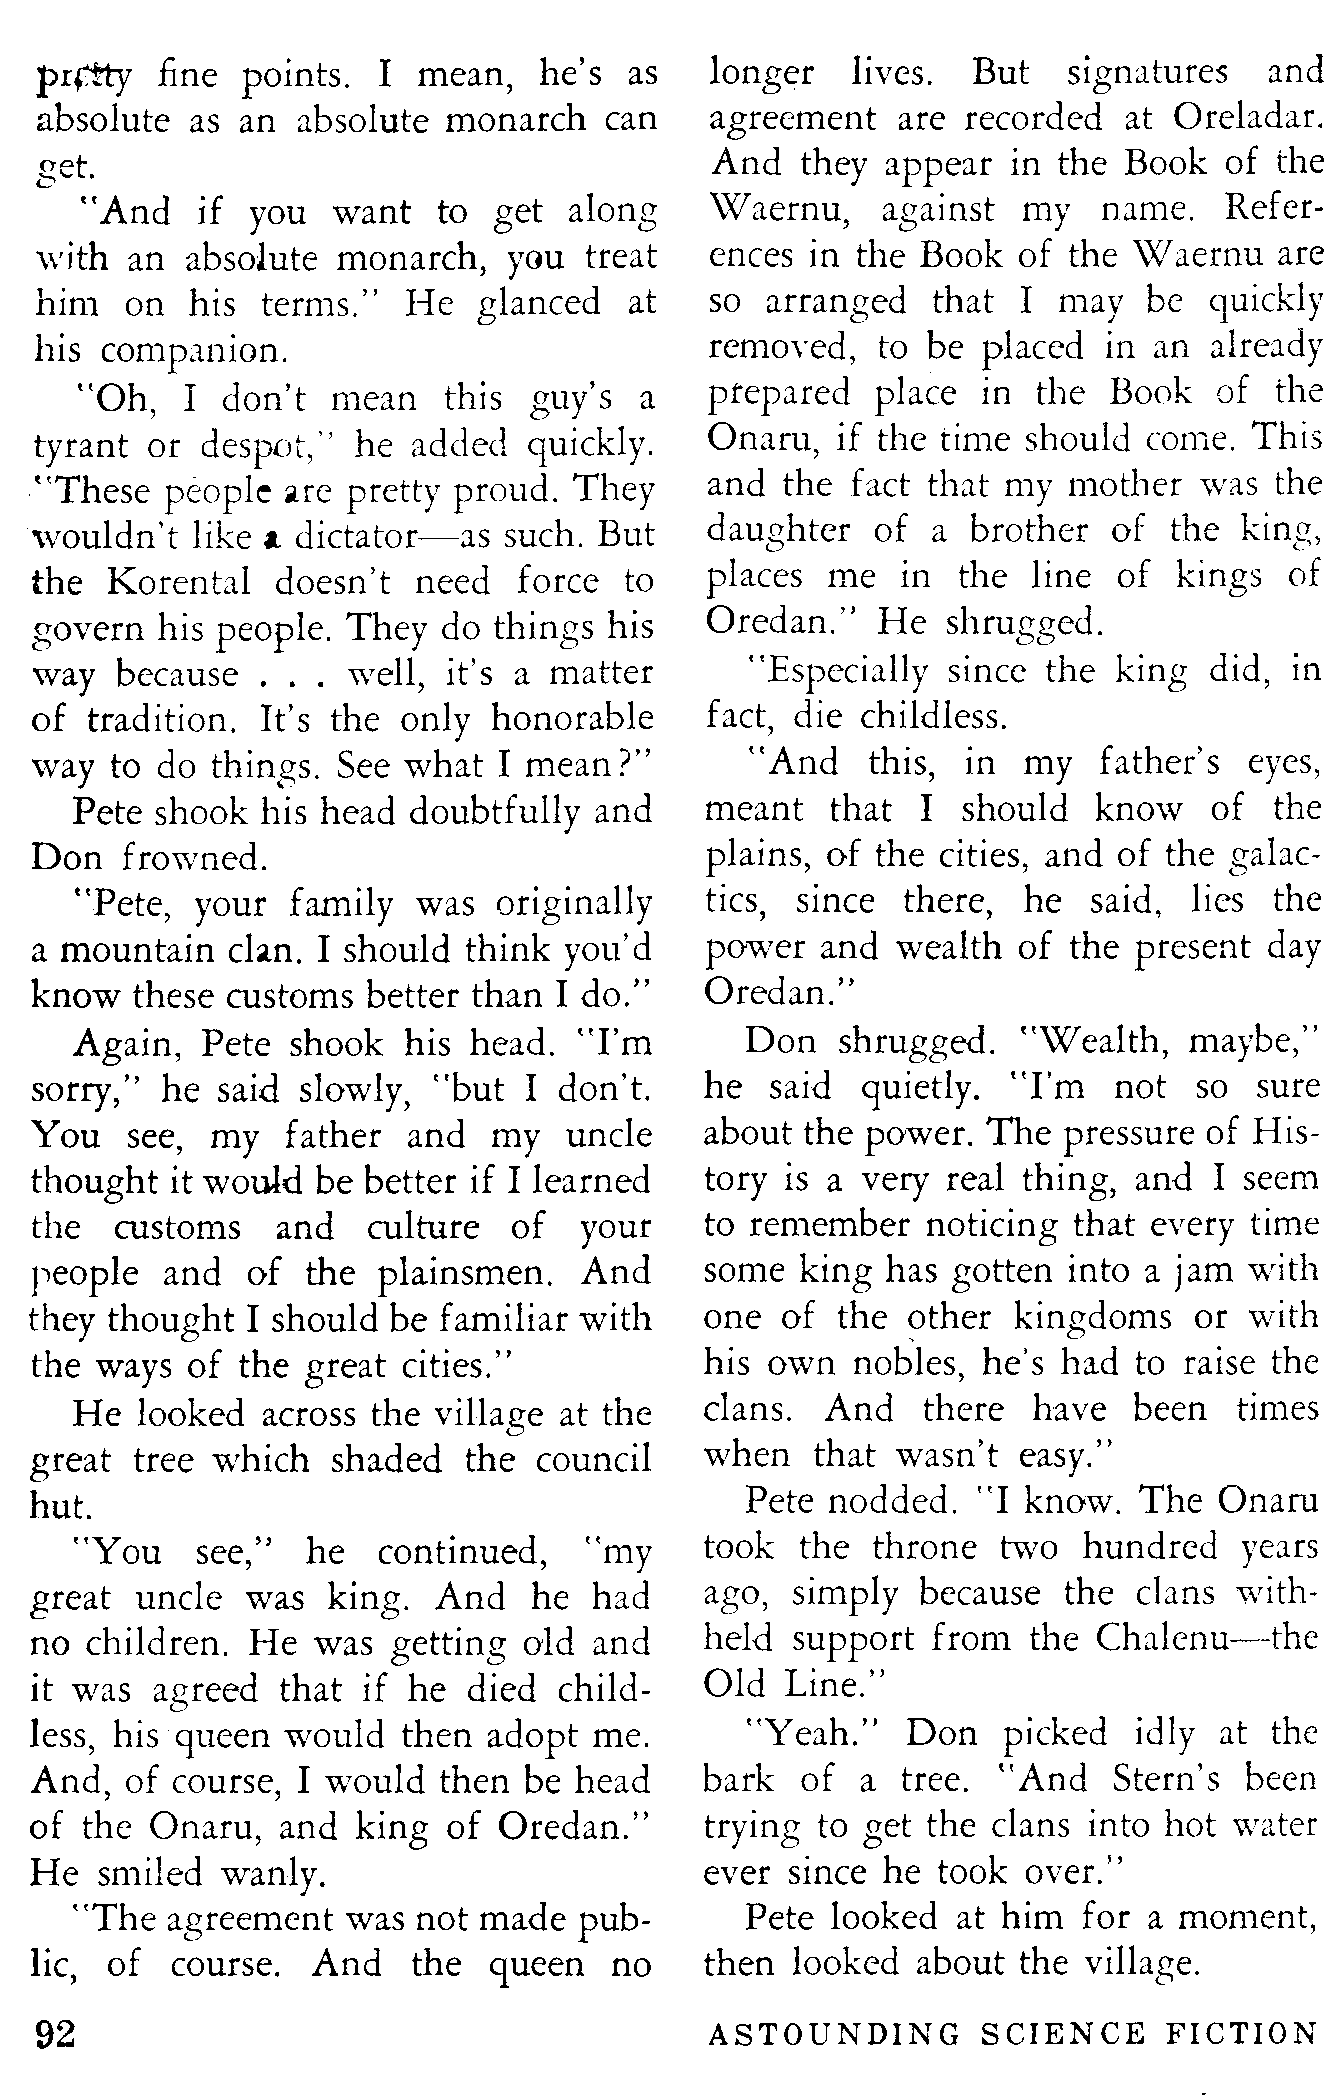 pretty fine points. I mean, he's as
absolute as an absolute monarch can
get.
"And if you want to get along
with an absolute monarch, you treat
him on his terms." He glanced at
his companion.
"Oh, I don't mean this guy's a
tyrant or despot," he added quickly.
"These people are pretty proud. They
wouldn't like a dictator—as such. But
the Korental doesn't need force to
govern his people. They do things his
way because . . . well, it's a matter
of tradition. It's the only honorable
way to do things. See what I mean?"
Pete shook his head doubtfully and
Don frowned.
"Pete, your family was originally
a mountain clan. I should think you'd
know these customs better than I do."
Again, Pete shook his head. "I'm
sorry," he said slowly, "but I don't.
You see, my father and my uncle
thought it would be better if I learned
the customs and culture of your
people and of the plainsmen. And
they thought I should be familiar with
the ways of the great cities."
He looked across the village at the
great tree which shaded the council
hut.
"You see," he continued, "my
great uncle was king. And he had
no children. He was getting old and
it was agreed that if he died child-
less, his queen would then adopt me.
And, of course, I would then be head
of the Onaru, and king of Oredan."
He smiled wanly.
"The agreement was not made pub-
lic, of course. And the queen no
longer lives. But signatures and
agreement are recorded at Oreladar.
And they appear in the Book of the
Waernu, against my name. Refer-
ences in the Book of the Waernu are
so arranged that I may be quickly
removed, to be placed in an already
prepared place in the Book of the
Onaru, if the time should come. This
and the fact that my mother was the
daughter of a brother of the king,
places me in the line of kings of
Oredan." He shrugged.
"Especially since the king did, in
fact, die childless.
"And this, in my father's eyes,
meant that I should know of the
plains, of the cities, and of the galac-
tics, since there, he said, lies the
power and wealth of the present day
Oredan."
Don shrugged. "Wealth, maybe,"
he said quietly. "I'm not so sure
about the power. The pressure of His-
tory is a very real thing, and I seem
to remember noticing that every time
some king has gotten into a jam with
one of the other kingdoms or with
his own nobles, he's had to raise the
clans. And there have been times
when that wasn't easy."
Pete nodded. "I know. The Onaru
took the throne two hundred years
ago, simply because the clans with-
held support from the Chalenu—the
Old Line."
"Yeah." Don picked idly at the
bark of a tree. "And Stern's been
trying to get the clans into hot water
ever since he took over."
Pete looked at him for a moment,
then looked about the village.
92
ASTOUNDING SCIENCE FICTION